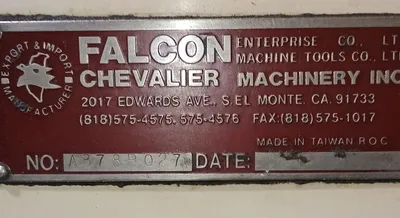 EXPORT & IMPORT
MANUFACTURER
FALCON ENTERPRISE CO., LT
MACHINE TOOLS CO., LTD
CHEVALIER MACHINERY INC
2017 EDWARDS AVE., S.EL MONTE. CA. 91733
(818)575-4575. 575-4576 FAX:(818)575-1017
MADE IN TAIWAN R.O.C
NO: DATE: